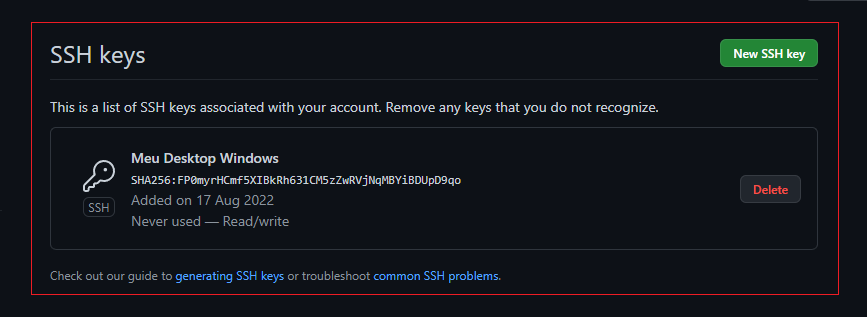 SSH keys
New SSH key
This is a list of SSH keys associated with your account. Remove any keys that you do not recognize.
Meu Desktop Windows
SHA256:FP0myrHCmf5XIBkRh631CM5zZwRVjNqMBYiBDUpD9qo
Added on 17 Aug 2022
Never used — Read/write
SSH
Delete
Check out our guide to generating SSH keys or troubleshoot common SSH problems.